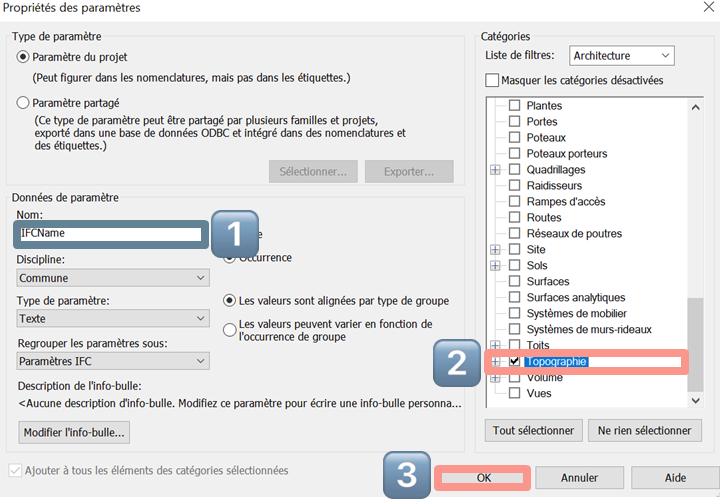 Propriétés des paramètres
Type de paramètre
Paramètre du projet
(Peut figurer dans les nomenclatures, mais pas dans les étiquettes.)
Paramètre partagé
(Ce type de paramètre peut être partagé par plusieurs familles et projets,
exporté dans une base de données ODBC et intégré dans des nomenclatures et
des étiquettes.)
Sélectionner...
Exporter...
Données de paramètre
Nom:
IFCName
1
Occurrence
Discipline:
Commune
Type de paramètre:
Texte
Les valeurs sont alignées par type de groupe
Les valeurs peuvent varier en fonction de
l'occurrence de groupe
Regrouper les paramètres sous:
Paramètres IFC
Description de l'info-bulle:
<Aucune description d'info-bulle. Modifiez ce paramètre pour écrire une info-bulle personna...
Modifier l'info-bulle...
Ajouter à tous les éléments des catégories sélectionnées
Catégories
Liste de filtres:
Architecture
Masquer les catégories désactivées
Plantes
Portes
Poteaux
Poteaux porteurs
Quadrillages
Raidisseurs
Rampes d'accès
Routes
Réseaux de poutres
Site
Sols
Surfaces
Surfaces analytiques
Systèmes de mobilier
Systèmes de murs-rideaux
Toits
2
Topographie
Volume
Vues
Tout sélectionner
Ne rien sélectionner
3
OK
Annuler
Aide